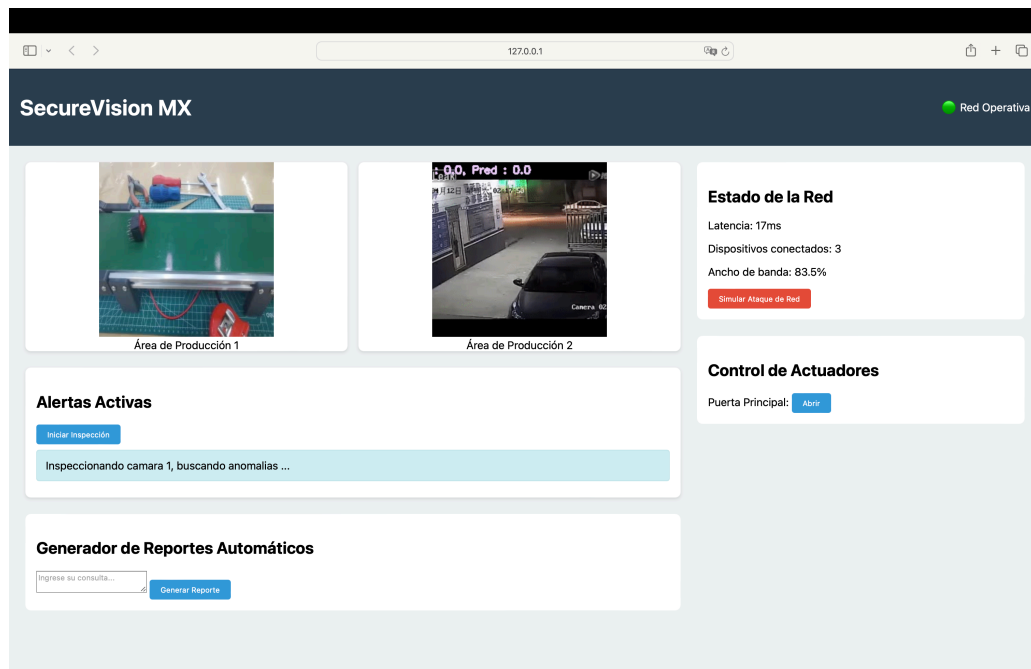 127.0.0.1
SecureVision MX
Red Operativa
: 0.0, Pred : 0.0
Camera 02
Área de Producción 1
Área de Producción 2
Alertas Activas
Iniciar Inspección
Inspeccionando camara 1, buscando anomalias ...
Generador de Reportes Automáticos
Ingrese su consulta...
Generar Reporte
Estado de la Red
Latencia: 17ms
Dispositivos conectados: 3
Ancho de banda: 83.5%
Simular Ataque de Red
Control de Actuadores
Puerta Principal:
Abrir